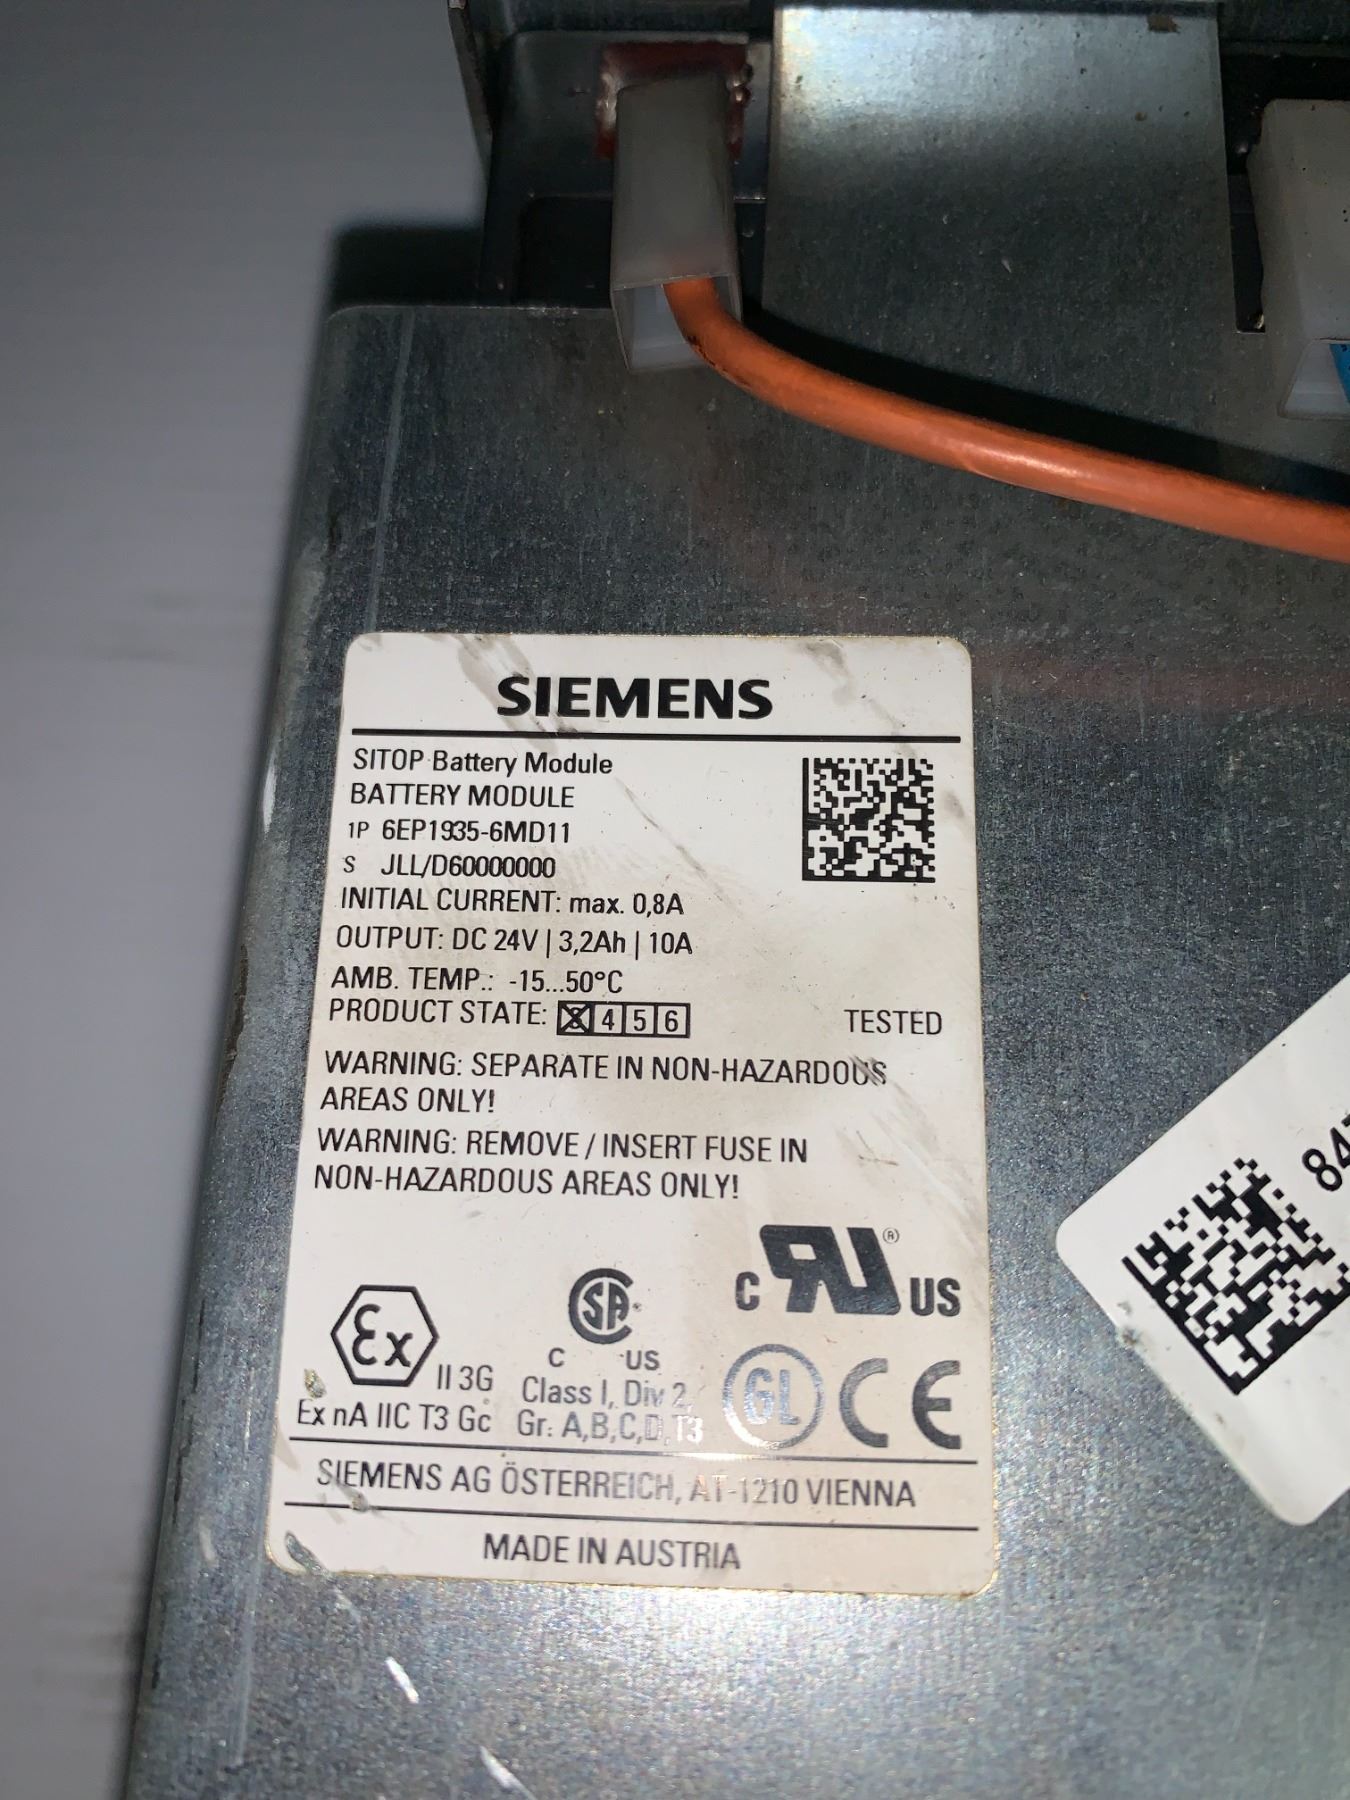 SIEMENS
SITOP Battery Module
BATTERY MODULE
1P 6EP1935-6MD11
S JLL/D60000000
INITIAL CURRENT: max. 0,8A
OUTPUT: DC 24V | 3,2Ah | 10A
AMB. TEMP.: -15...50°C
PRODUCT STATE: 4 5 6
TESTED
WARNING: SEPARATE IN NON-HAZARDOUS
AREAS ONLY!
WARNING: REMOVE / INSERT FUSE IN
NON-HAZARDOUS AREAS ONLY!
C RU ® US
Ex II 3G
Ex nA IIC T3 Gc
SA
C US
Class I, Div 2,
Gr: A,B,C,D,T3
GL CE
SIEMENS AG ÖSTERREICH, AT-1210 VIENNA
MADE IN AUSTRIA